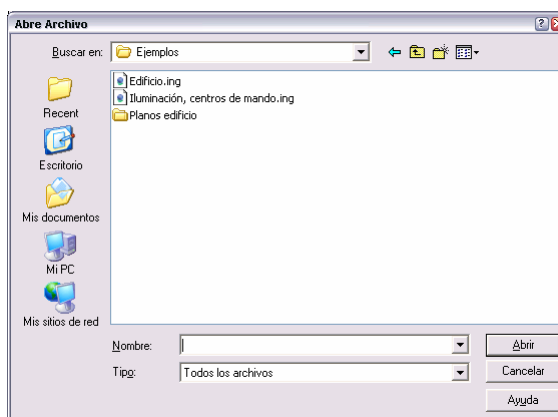 Abre Archivo
Buscar en: Ejemplos
Edificio.ing
Iluminación, centros de mando.ing
Planos edificio
Recent
Escritorio
Mis documentos
Mi PC
Mis sitios de red
Nombre:
Abrir
Tipo: Todos los archivos
Cancelar
Ayuda